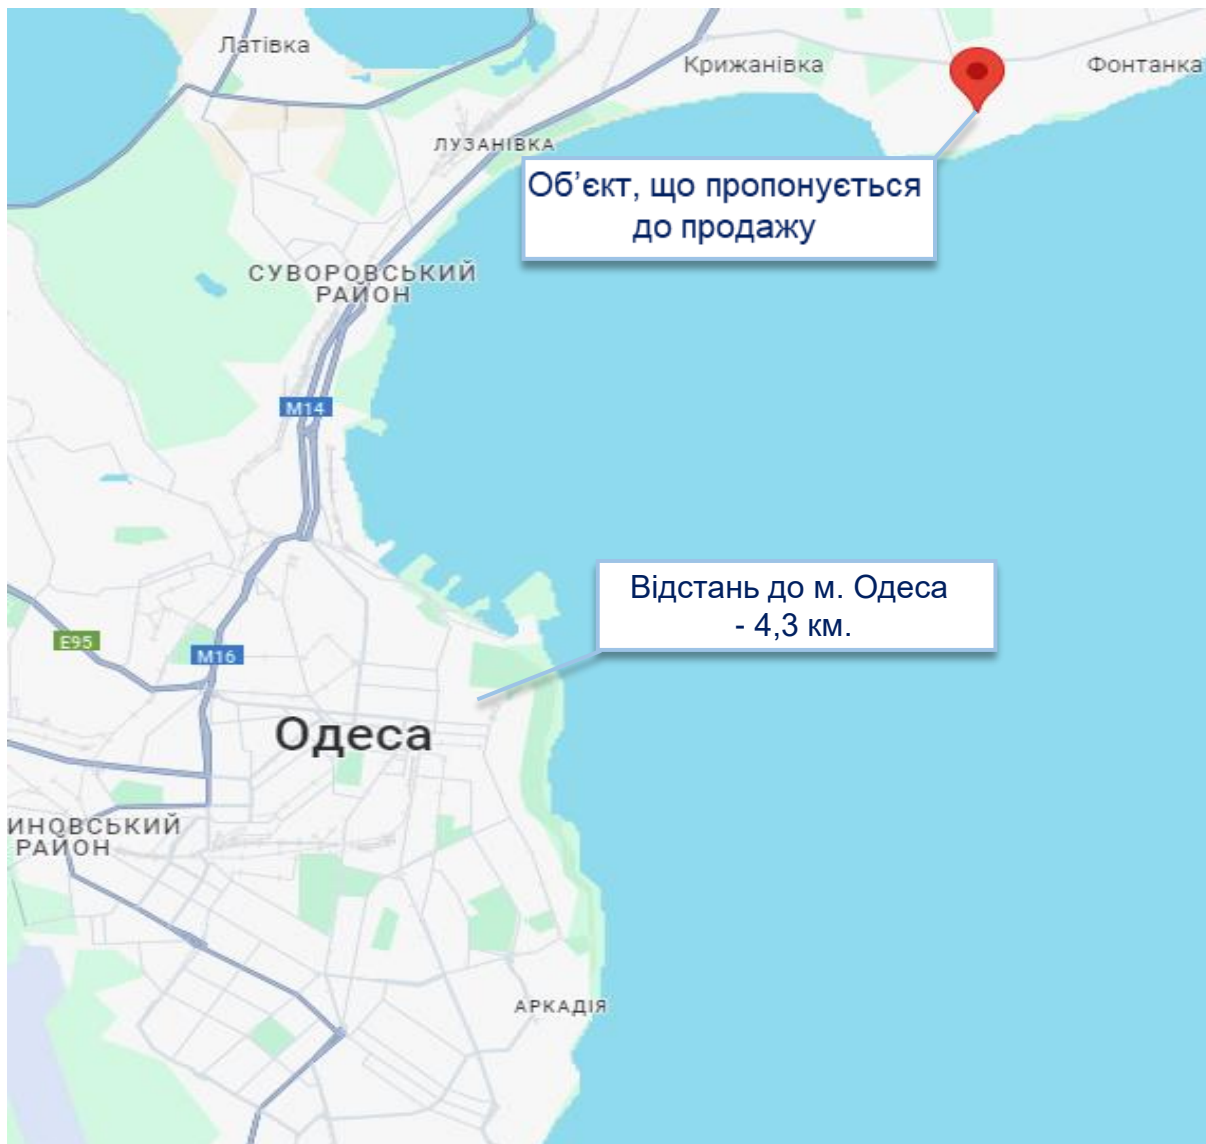 Латівка
Крижанівка
Фонтанка
ЛУЗАНІВКА
Об’єкт, що пропонується
до продажу
СУВОРОВСЬКИЙ
РАЙОН
M14
Відстань до м. Одеса
- 4,3 км.
E95
M16
Одеса
ИНОВСЬКИЙ
РАЙОН
АРКАДІЯ